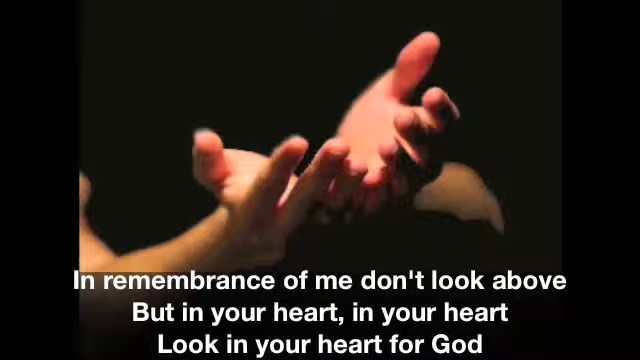 In remembrance of me don't look above
But in your heart, in your heart
Look in your heart for God